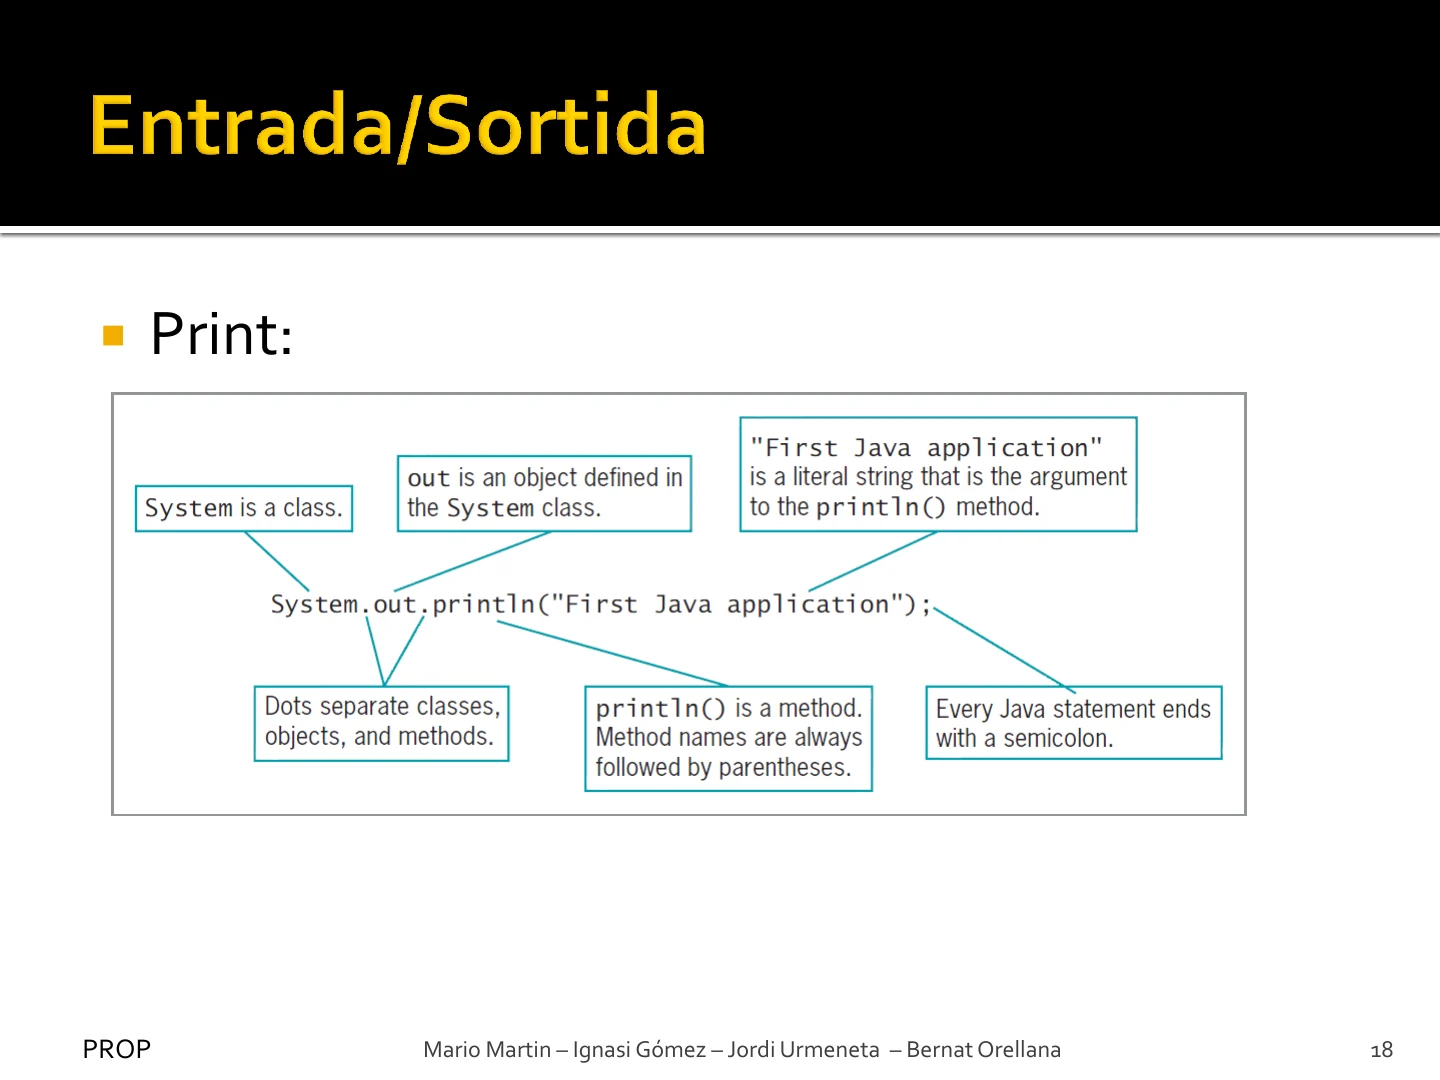 Entrada/Sortida
Print:
System is a class.
out is an object defined in
the System class.
"First Java application"
is a literal string that is the argument
to the println() method.
System.out.println("First Java application");
Dots separate classes,
objects, and methods.
println() is a method.
Method names are always
followed by parentheses.
Every Java statement ends
with a semicolon.
PROP
Mario Martin – Ignasi Gómez – Jordi Urmeneta – Bernat Orellana
18